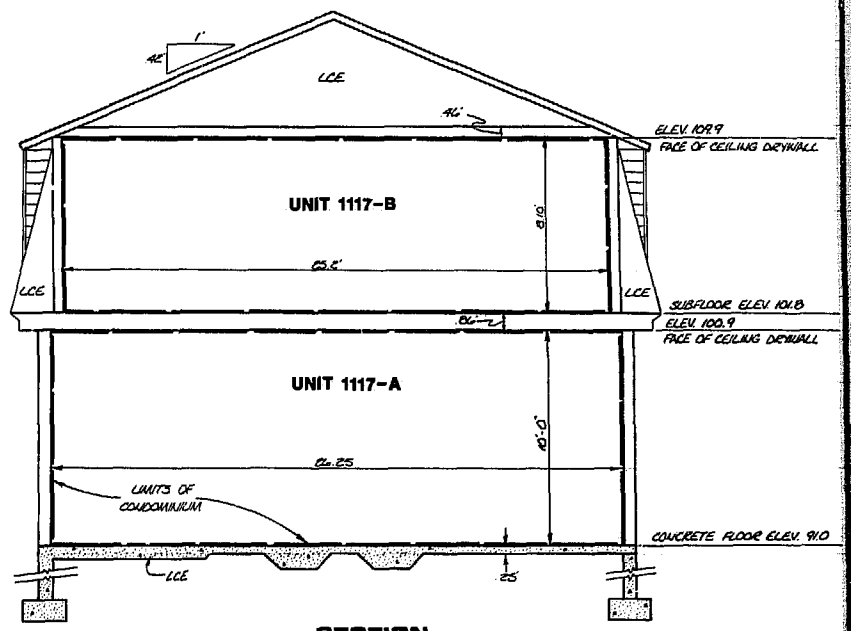 1'
.42'
LCE
.46'
ELEV. 109.9
FACE OF CEILING DRYWALL
UNIT 1117-B
8.10'
25.2'
LCE
LCE
SUBFLOOR ELEV. 101.8
.86'
ELEV. 100.9
FACE OF CEILING DRYWALL
UNIT 1117-A
10'-0"
26.25
LIMITS OF
CONDOMINIUM
CONCRETE FLOOR ELEV. 91.0
LCE
.25'
SECTION